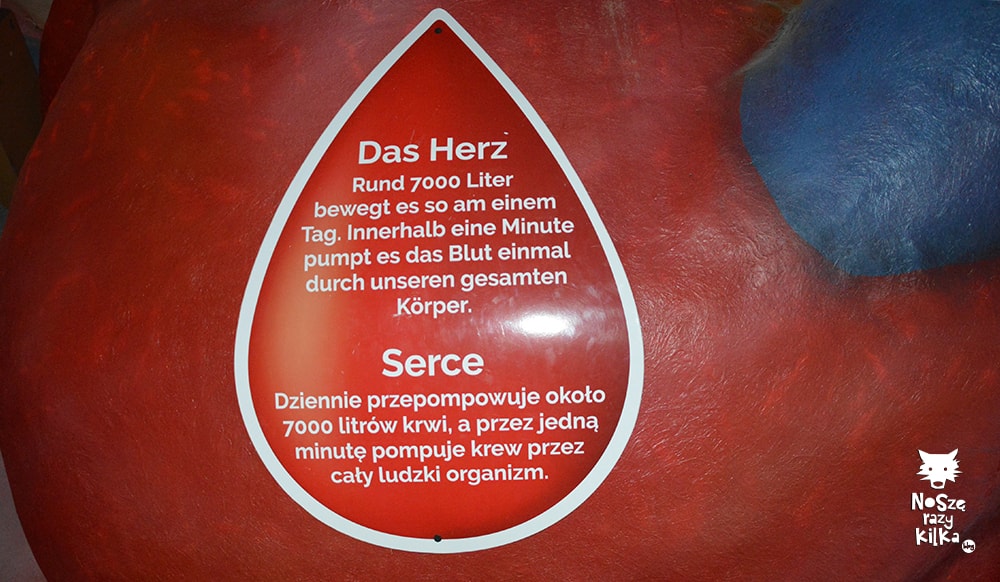 Das Herz
Rund 7000 Liter
bewegt es so am einem
Tag. Innerhalb eine Minute
pumpt es das Blut einmal
durch unseren gesamten
Körper.
Serce
Dziennie przepompowuje około
7000 litrów krwi, a przez jedną
minutę pompuje krew przez
cały ludzki organizm.
NoSzę
razy
kilka